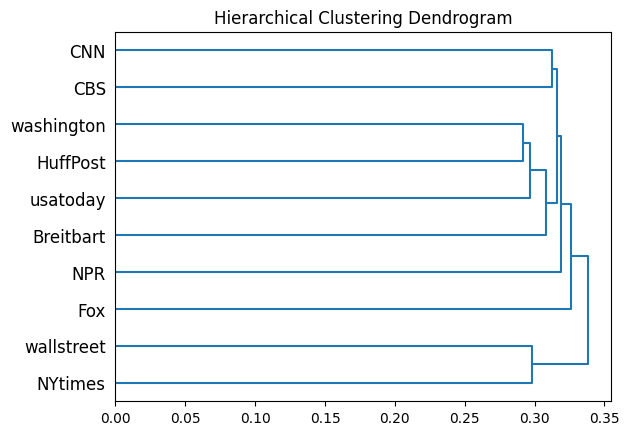 Hierarchical Clustering Dendrogram
CNN
CBS
washington
HuffPost
usatoday
Breitbart
NPR
Fox
wallstreet
NYtimes
0.00 0.05 0.10 0.15 0.20 0.25 0.30 0.35